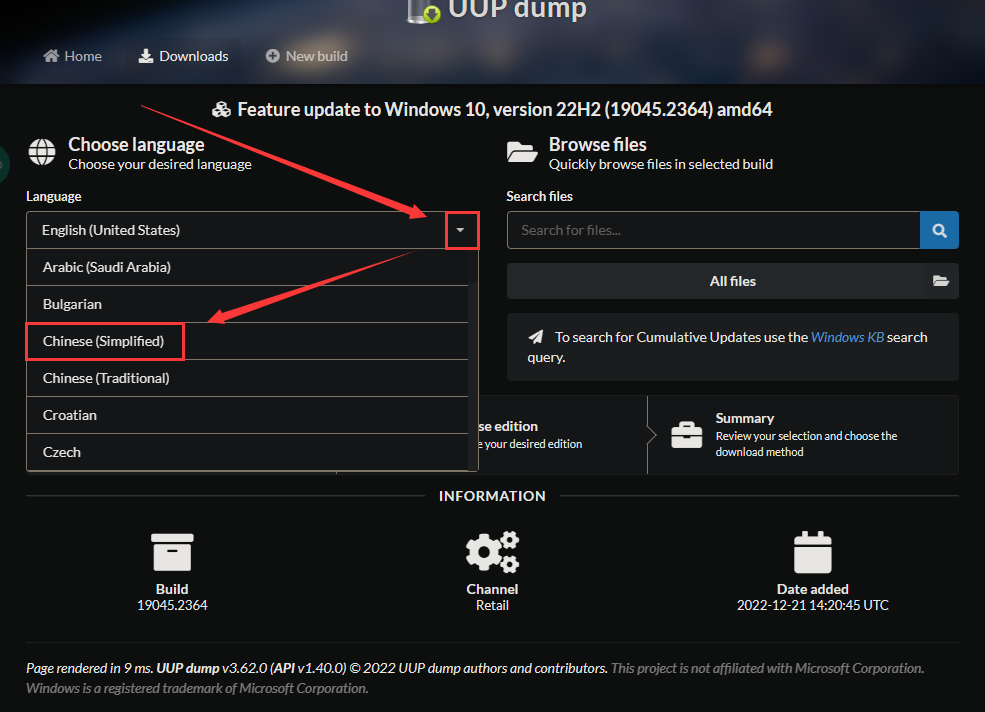 UUP dump
Home
Downloads
New build
Feature update to Windows 10, version 22H2 (19045.2364) amd64
Choose language
Choose your desired language
Language
English (United States)
Arabic (Saudi Arabia)
Bulgarian
Chinese (Simplified)
Chinese (Traditional)
Croatian
Czech
Browse files
Quickly browse files in selected build
Search files
Search for files...
All files
To search for Cumulative Updates use the Windows KB search
query.
se edition
e your desired edition
Summary
Review your selection and choose the
download method
INFORMATION
Build
19045.2364
Channel
Retail
Date added
2022-12-21 14:20:45 UTC
Page rendered in 9 ms. UUP dump v3.62.0 (API v1.40.0) © 2022 UUP dump authors and contributors. This project is not affiliated with Microsoft Corporation.
Windows is a registered trademark of Microsoft Corporation.